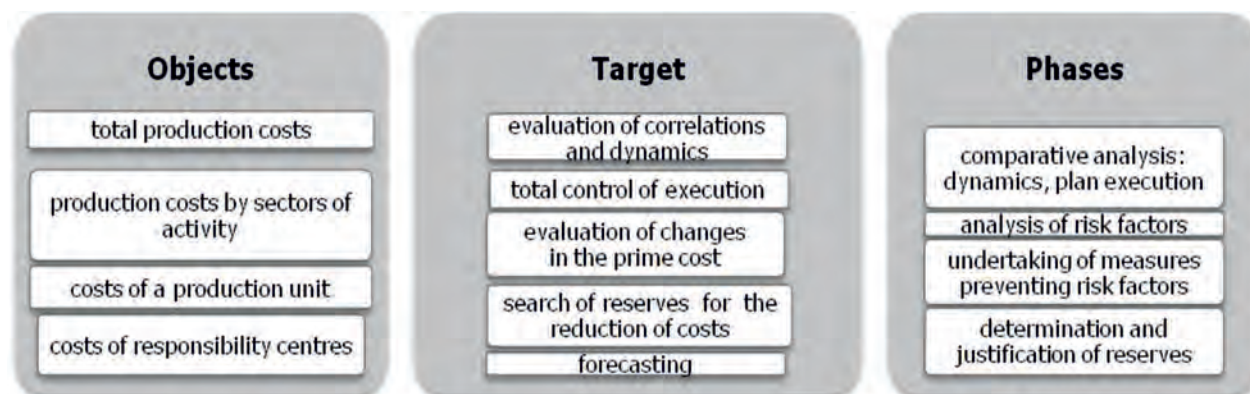 Objects
total production costs
production costs by sectors of
activity
costs of a production unit
costs of responsibility centres
Target
evaluation of correlations
and dynamics
total control of execution
evaluation of changes
in the prime cost
search of reserves for the
reduction of costs
forecasting
Phases
comparative analysis:
dynamics, plan execution
analysis of risk factors
undertaking of measures
preventing risk factors
determination and
justification of reserves